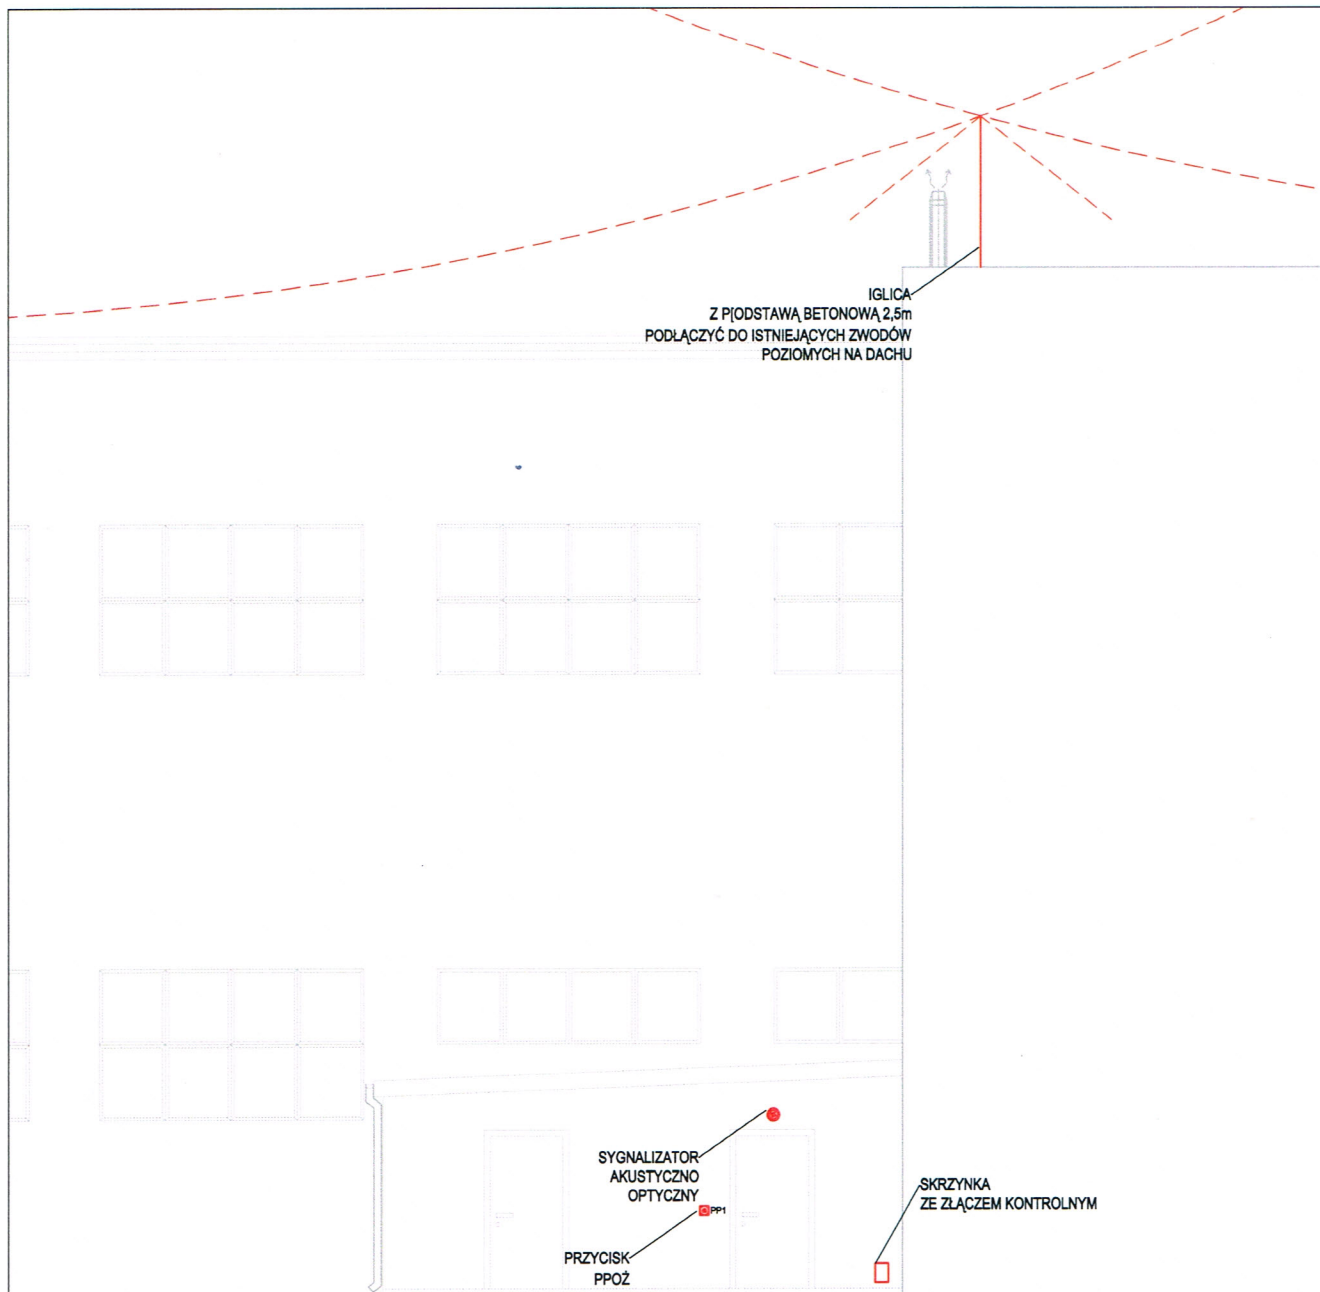 IGLICA
Z P[ODSTAWĄ BETONOWĄ 2,5m
PODŁĄCZYĆ DO ISTNIEJĄCYCH ZWODÓW
POZIOMYCH NA DACHU
SYGNALIZATOR
AKUSTYCZNO
OPTYCZNY
PP1
PRZYCISK
PPOŻ
SKRZYNKA
ZE ZŁĄCZEM KONTROLNYM